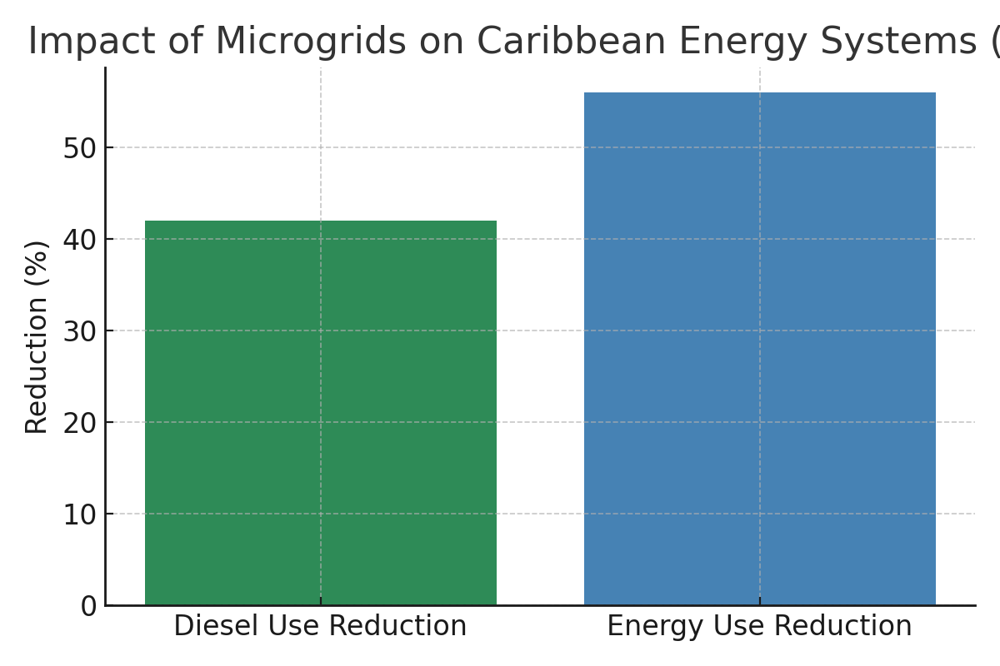 Impact of Microgrids on Caribbean Energy Systems (
Reduction (%)
50
40
30
20
10
0
Diesel Use Reduction
Energy Use Reduction